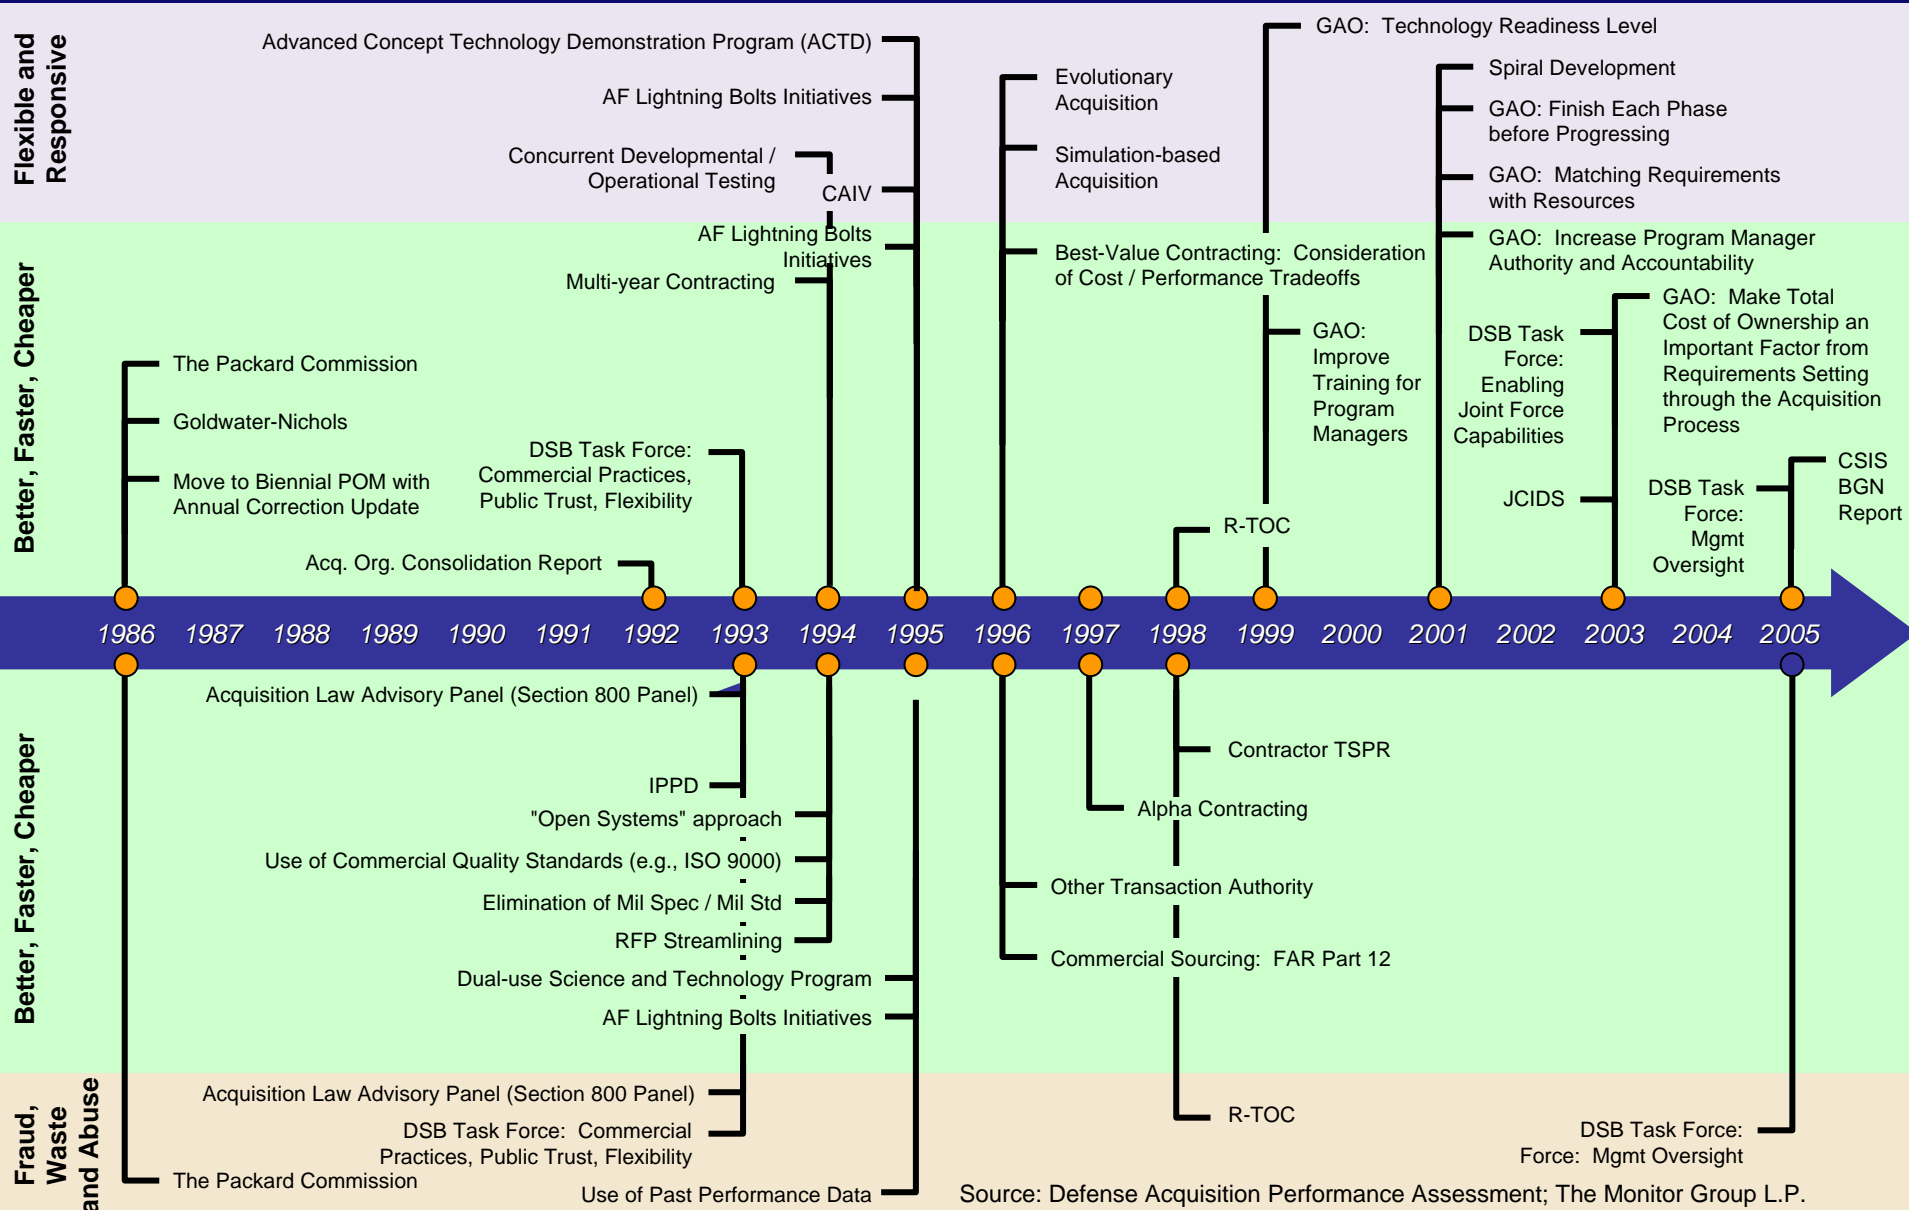 Flexible and
Responsive
Advanced Concept Technology Demonstration Program (ACTD)
AF Lightning Bolts Initiatives
Concurrent Developmental /
Operational Testing
CAIV
Evolutionary
Acquisition
Simulation-based
Acquisition
GAO: Technology Readiness Level
Spiral Development
GAO: Finish Each Phase
before Progressing
GAO: Matching Requirements
with Resources
Better, Faster, Cheaper
The Packard Commission
Goldwater-Nichols
Move to Biennial POM with
Annual Correction Update
Acq. Org. Consolidation Report
DSB Task Force:
Commercial Practices,
Public Trust, Flexibility
AF Lightning Bolts
Initiatives
Multi-year Contracting
Best-Value Contracting: Consideration
of Cost / Performance Tradeoffs
R-TOC
GAO:
Improve
Training for
Program
Managers
GAO: Increase Program Manager
Authority and Accountability
DSB Task
Force:
Enabling
Joint Force
Capabilities
JCIDS
GAO: Make Total
Cost of Ownership an
Important Factor from
Requirements Setting
through the Acquisition
Process
DSB Task
Force:
Mgmt
Oversight
CSIS
BGN
Report
1986 1987 1988 1989 1990 1991 1992 1993 1994 1995 1996 1997 1998 1999 2000 2001 2002 2003 2004 2005
Better, Faster, Cheaper
Acquisition Law Advisory Panel (Section 800 Panel)
IPPD
"Open Systems" approach
Use of Commercial Quality Standards (e.g., ISO 9000)
Elimination of Mil Spec / Mil Std
RFP Streamlining
Dual-use Science and Technology Program
AF Lightning Bolts Initiatives
Contractor TSPR
Alpha Contracting
Other Transaction Authority
Commercial Sourcing: FAR Part 12
Fraud,
Waste
and Abuse
Acquisition Law Advisory Panel (Section 800 Panel)
DSB Task Force: Commercial
Practices, Public Trust, Flexibility
The Packard Commission
Use of Past Performance Data
R-TOC
DSB Task Force:
Force: Mgmt Oversight
Source: Defense Acquisition Performance Assessment; The Monitor Group L.P.